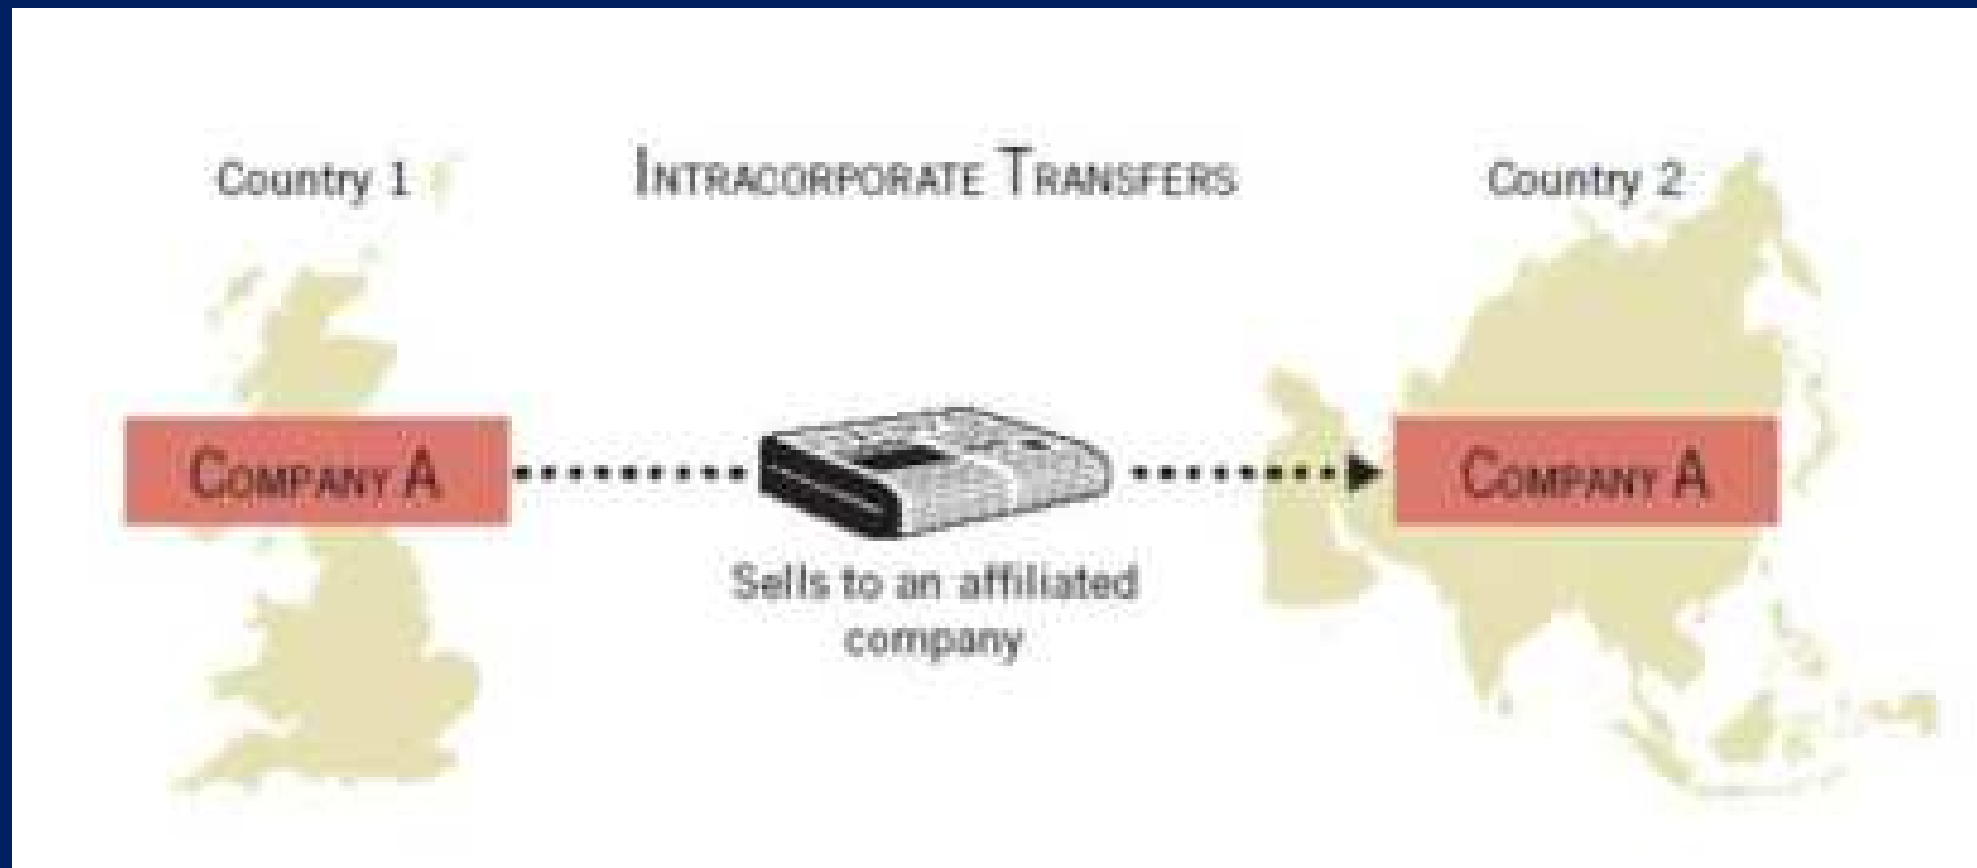 Country 1
INTRACORPORATE TRANSFERS
Country 2
COMPANY A
COMPANY A
Sells to an affiliated
company